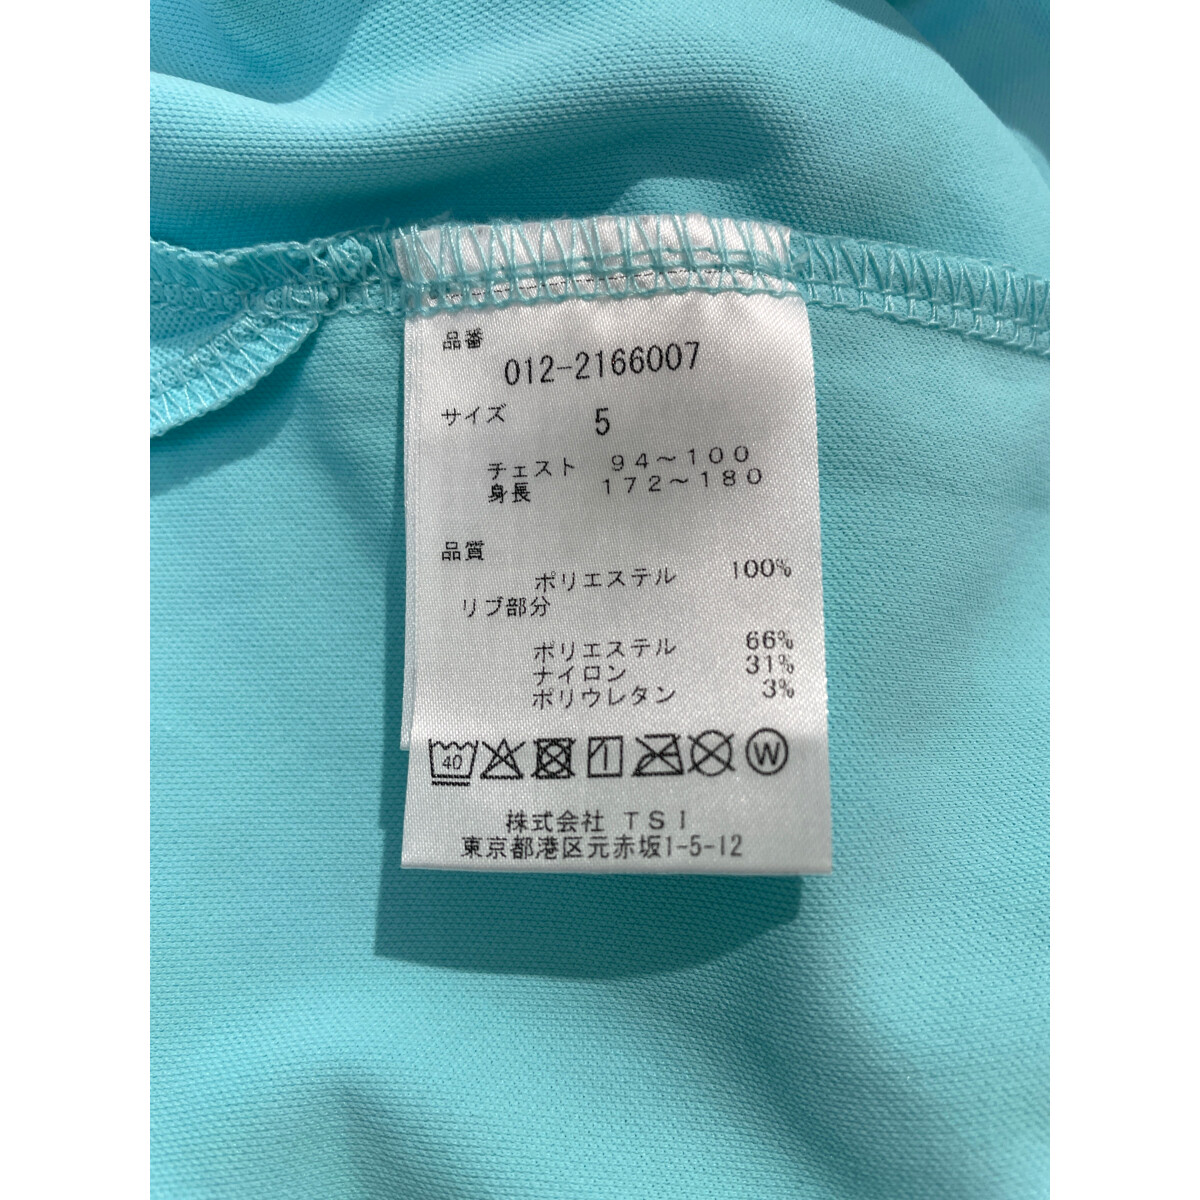 品番
012-2166007
サイズ 5
チェスト 94～100
身長 172～180
品質
ポリエステル 100%
リブ部分
ポリエステル 66%
ナイロン 31%
ポリウレタン 3%
40 W
株式会社 TSI
東京都港区元赤坂1-5-12